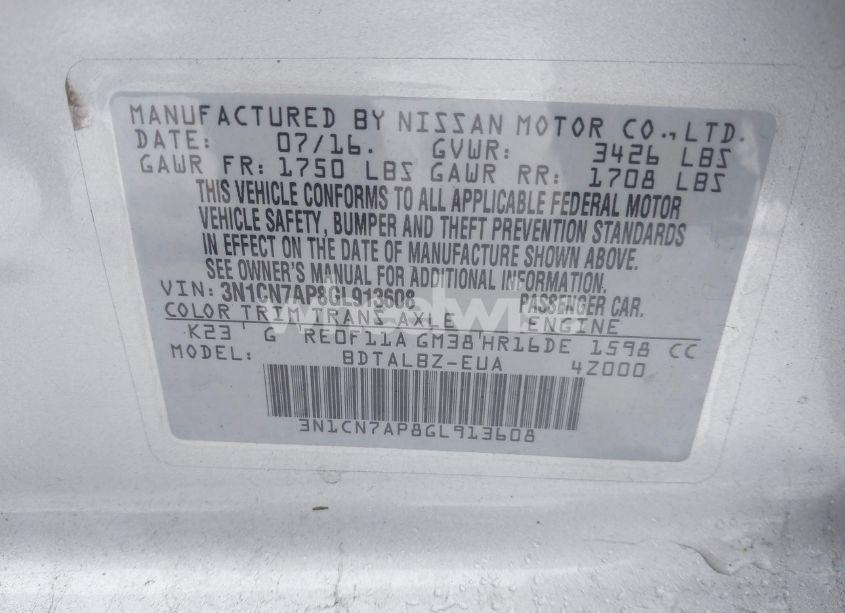 MANUFACTURED BY NISSAN MOTOR CO., LTD.
DATE: 07/16. GVWR: 3426 LBS
GAWR FR: 1750 LBS GAWR RR: 1708 LBS
THIS VEHICLE CONFORMS TO ALL APPLICABLE FEDERAL MOTOR
VEHICLE SAFETY, BUMPER AND THEFT PREVENTION STANDARDS
IN EFFECT ON THE DATE OF MANUFACTURE SHOWN ABOVE.
SEE OWNER'S MANUAL FOR ADDITIONAL INFORMATION.
VIN: 3N1CN7AP8GL913608 PASSENGER CAR.
COLOR TRIM TRANS AXLE ENGINE
K23 G RE0F11A GM38 HR16DE 1598 CC
MODEL: BDTALBZ-EUA 4Z000
3N1CN7AP8GL913608